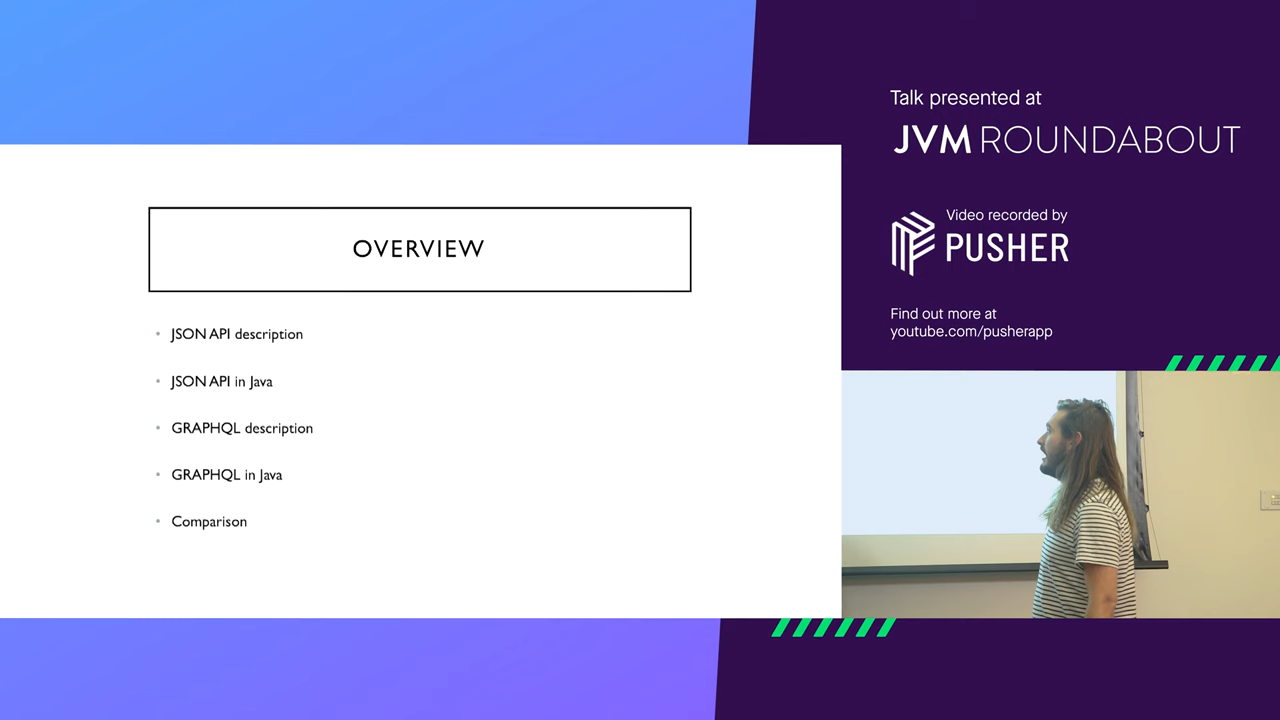 OVERVIEW
JSON API description
JSON API in Java
GRAPHQL description
GRAPHQL in Java
Comparison
Talk presented at
JVM ROUNDABOUT
Video recorded by
PUSHER
Find out more at
youtube.com/pusherapp